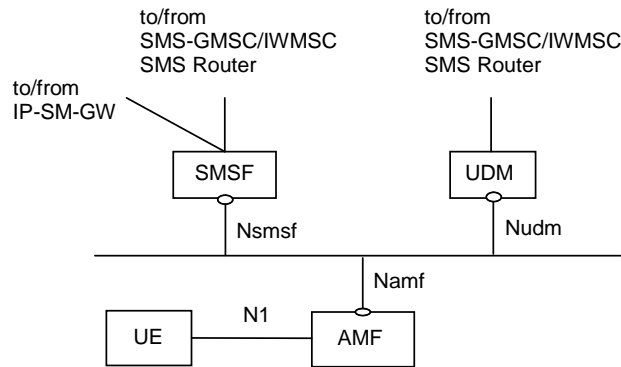 to/from
SMS-GMSC/IWMSC
SMS Router
to/from
SMS-GMSC/IWMSC
SMS Router
to/from
IP-SM-GW
SMSF
UDM
Nsmsf
Nudm
Namf
N1
UE
AMF